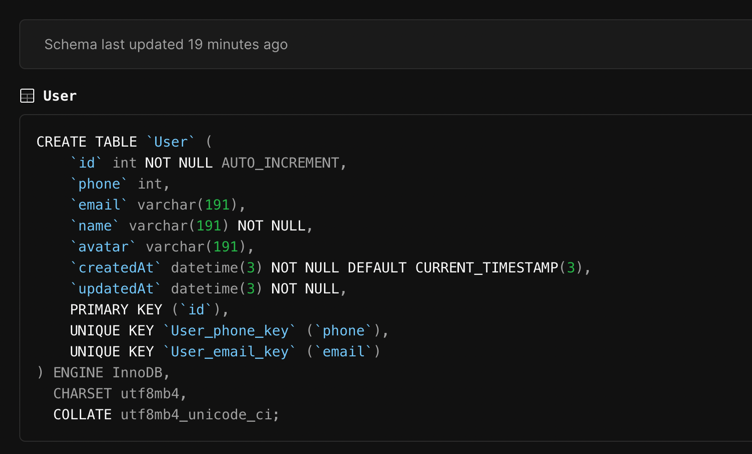 Schema last updated 19 minutes ago
User
CREATE TABLE `User` (
    `id` int NOT NULL AUTO_INCREMENT,
    `phone` int,
    `email` varchar(191),
    `name` varchar(191) NOT NULL,
    `avatar` varchar(191),
    `createdAt` datetime(3) NOT NULL DEFAULT CURRENT_TIMESTAMP(3),
    `updatedAt` datetime(3) NOT NULL,
    PRIMARY KEY (`id`),
    UNIQUE KEY `User_phone_key` (`phone`),
    UNIQUE KEY `User_email_key` (`email`)
) ENGINE InnoDB,
  CHARSET utf8mb4,
  COLLATE utf8mb4_unicode_ci;